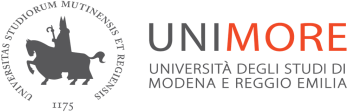 UNIVERSITAS STUDIORUM MUTINENSIS ET REGIENSIS
1175
UNIMORE
UNIVERSITÀ DEGLI STUDI DI
MODENA E REGGIO EMILIA